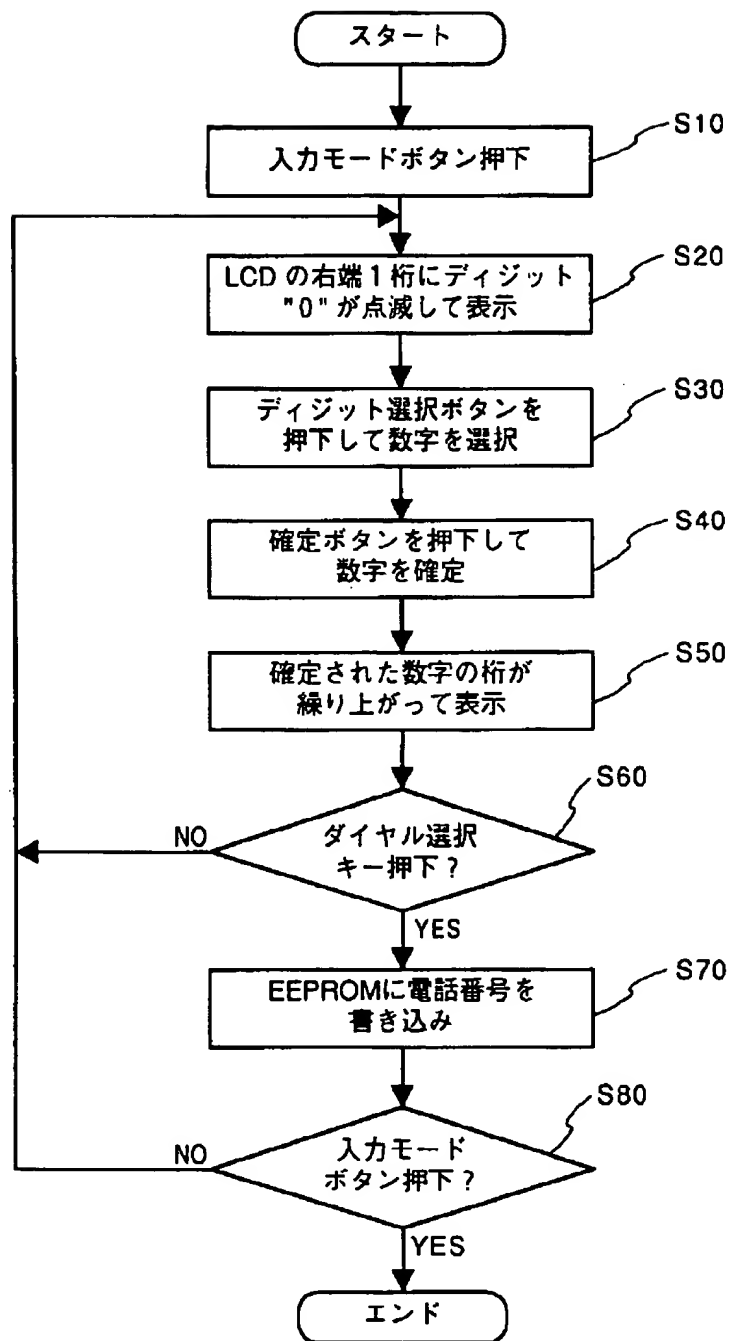 スタート
S10
入力モードボタン押下
S20
LCD の右端1桁にディジット
"0" が点滅して表示
S30
ディジット選択ボタンを
押下して数字を選択
S40
確定ボタンを押下して
数字を確定
S50
確定された数字の桁が
繰り上がって表示
S60
ダイヤル選択
キー押下?
NO
YES
S70
EEPROMに電話番号を
書き込み
S80
入力モード
ボタン押下?
NO
YES
エンド